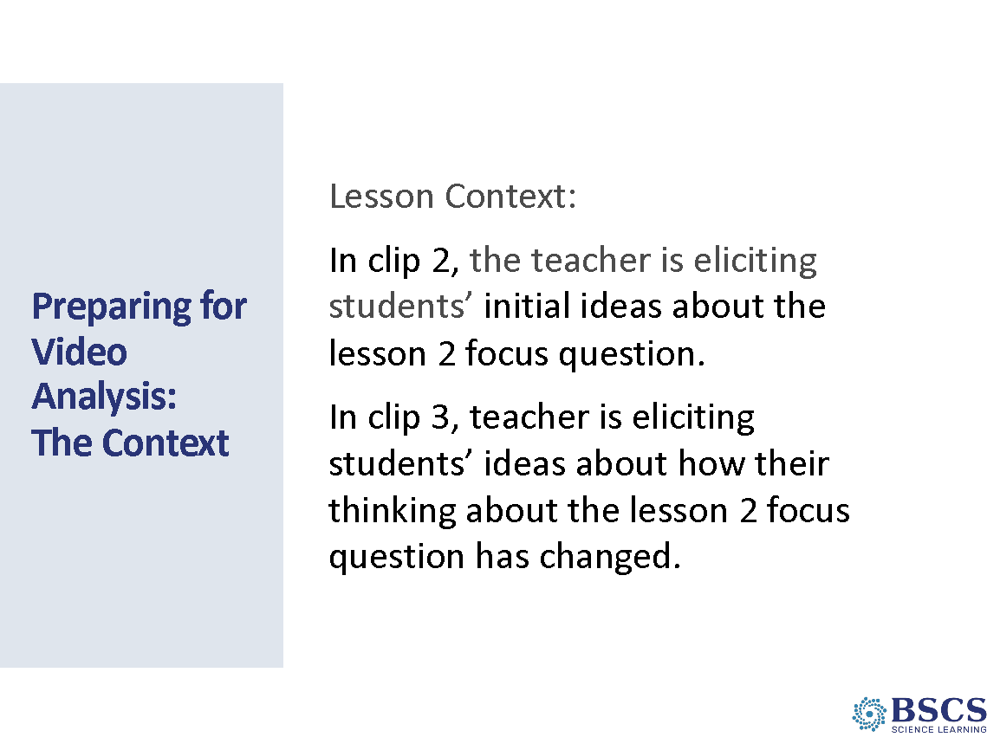 Preparing for
Video
Analysis:
The Context
Lesson Context:
In clip 2, the teacher is eliciting
students’ initial ideas about the
lesson 2 focus question.
In clip 3, teacher is eliciting
students’ ideas about how their
thinking about the lesson 2 focus
question has changed.
BSCS
SCIENCE LEARNING